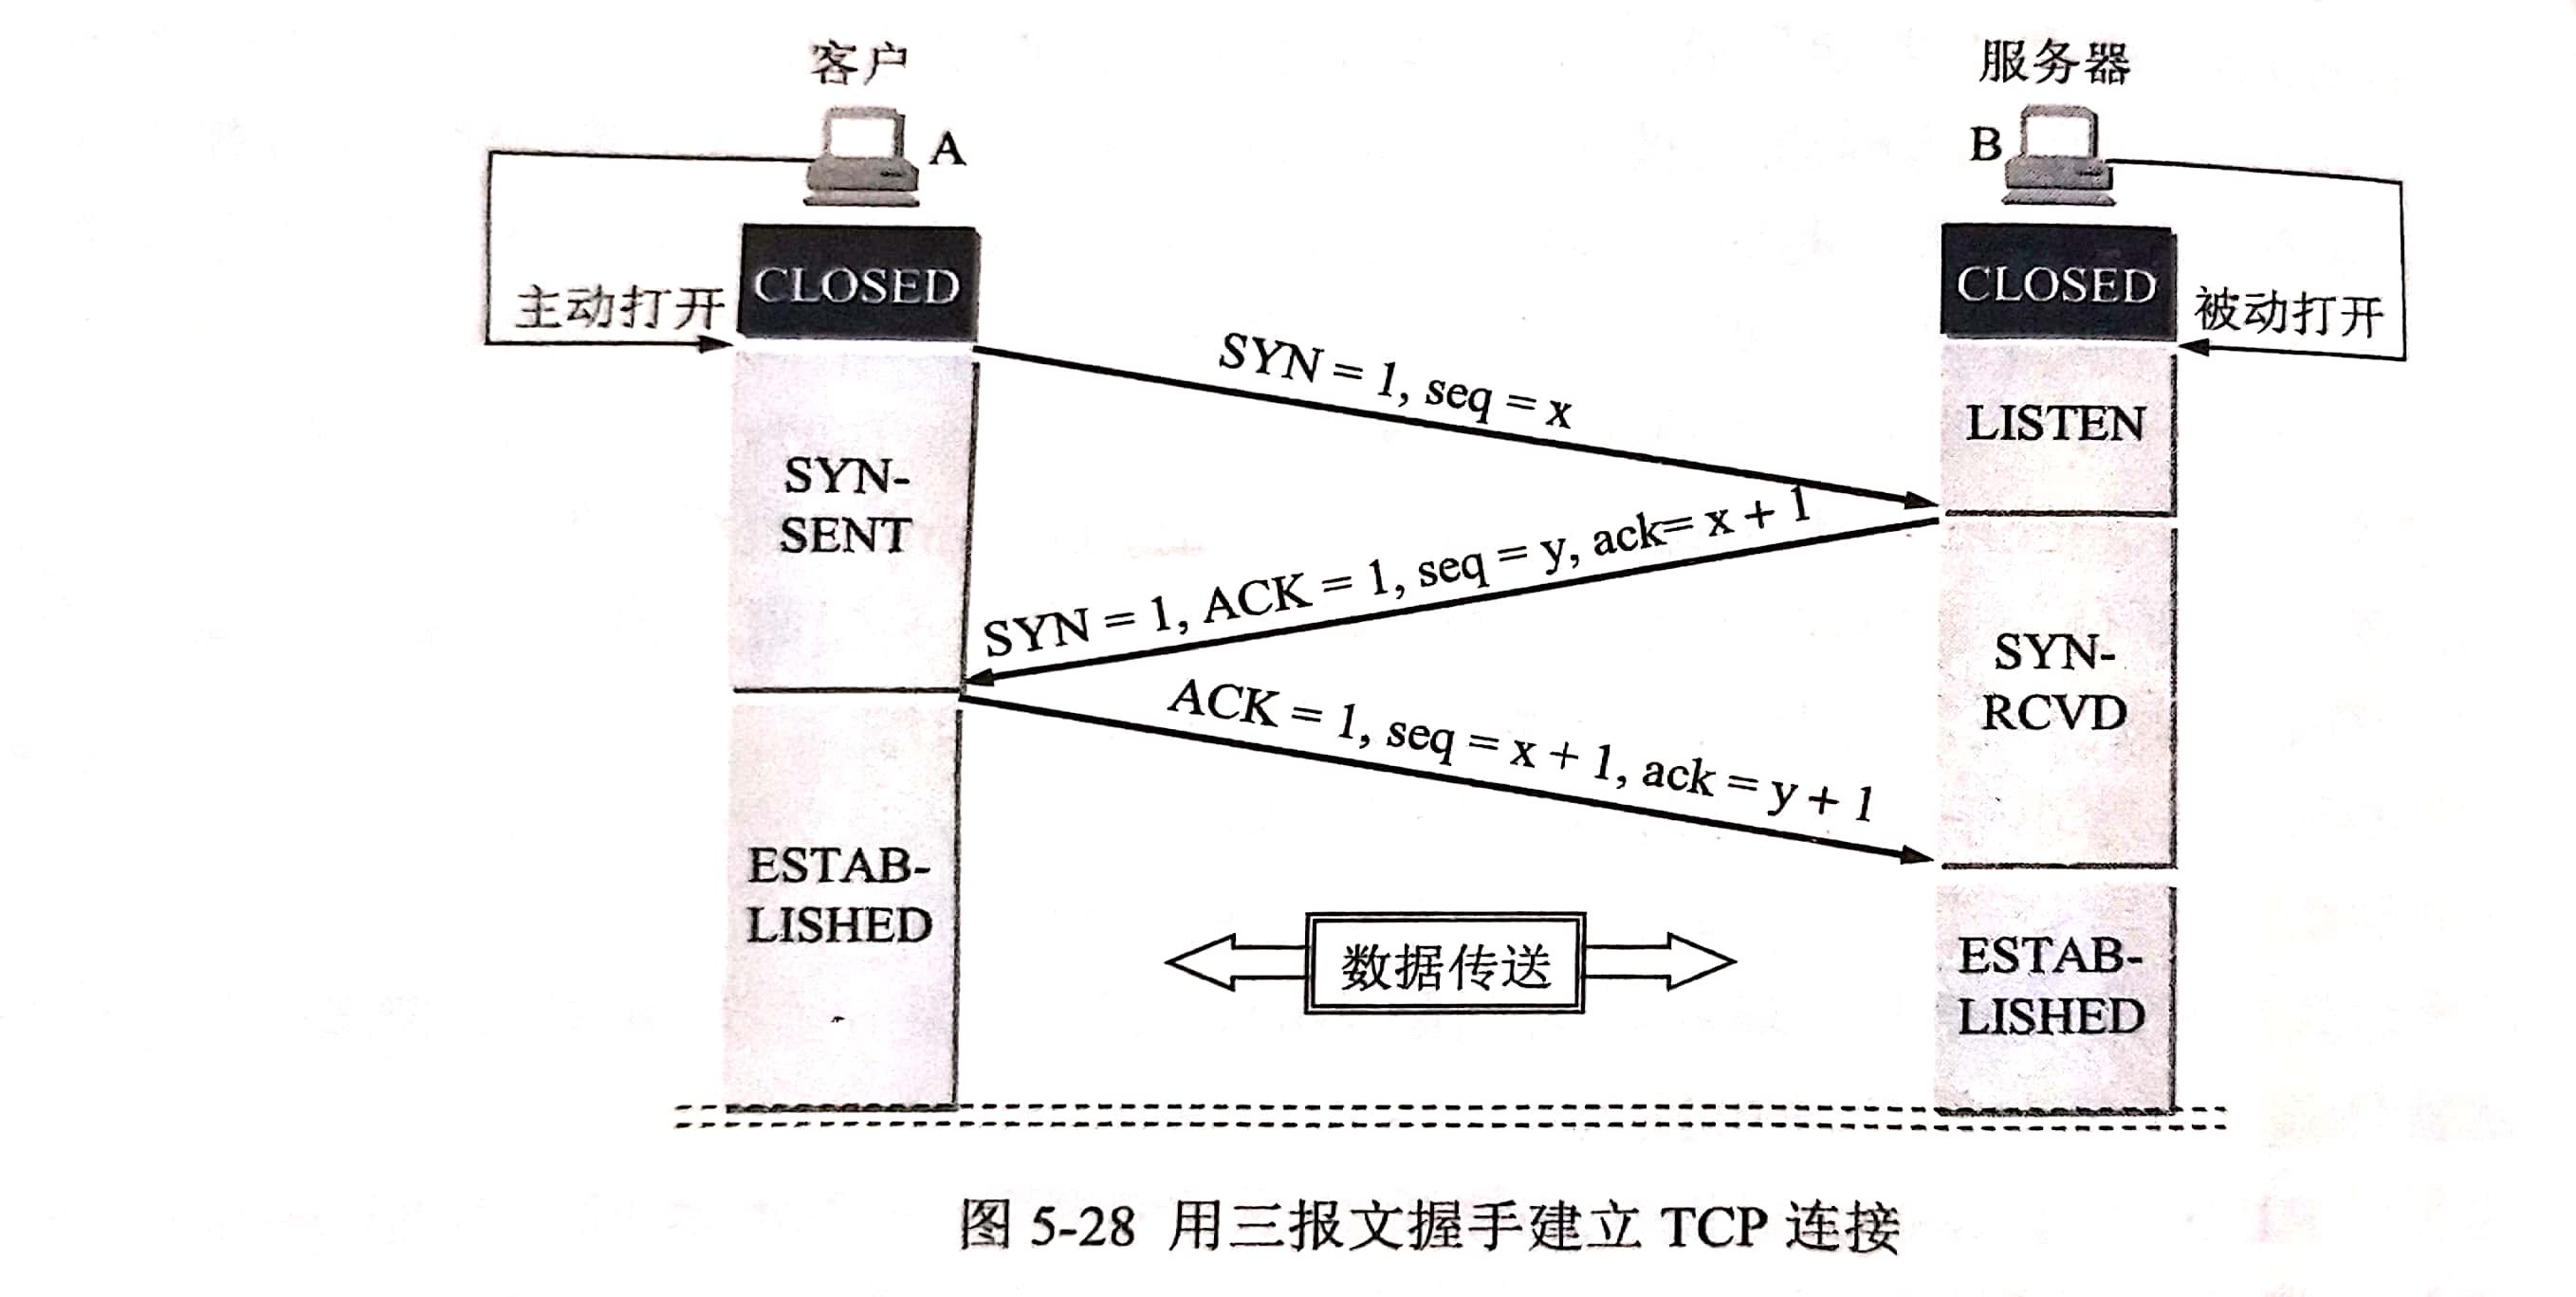 客户
服务器
A
B
CLOSED
CLOSED
主动打开
被动打开
SYN = 1, seq = x
LISTEN
SYN-
SENT
SYN = 1, ACK = 1, seq = y, ack= x + 1
SYN-
RCVD
ACK = 1, seq = x + 1, ack = y + 1
ESTAB-
LISHED
数据传送
ESTAB-
LISHED
图 5-28 用三报文握手建立 TCP 连接